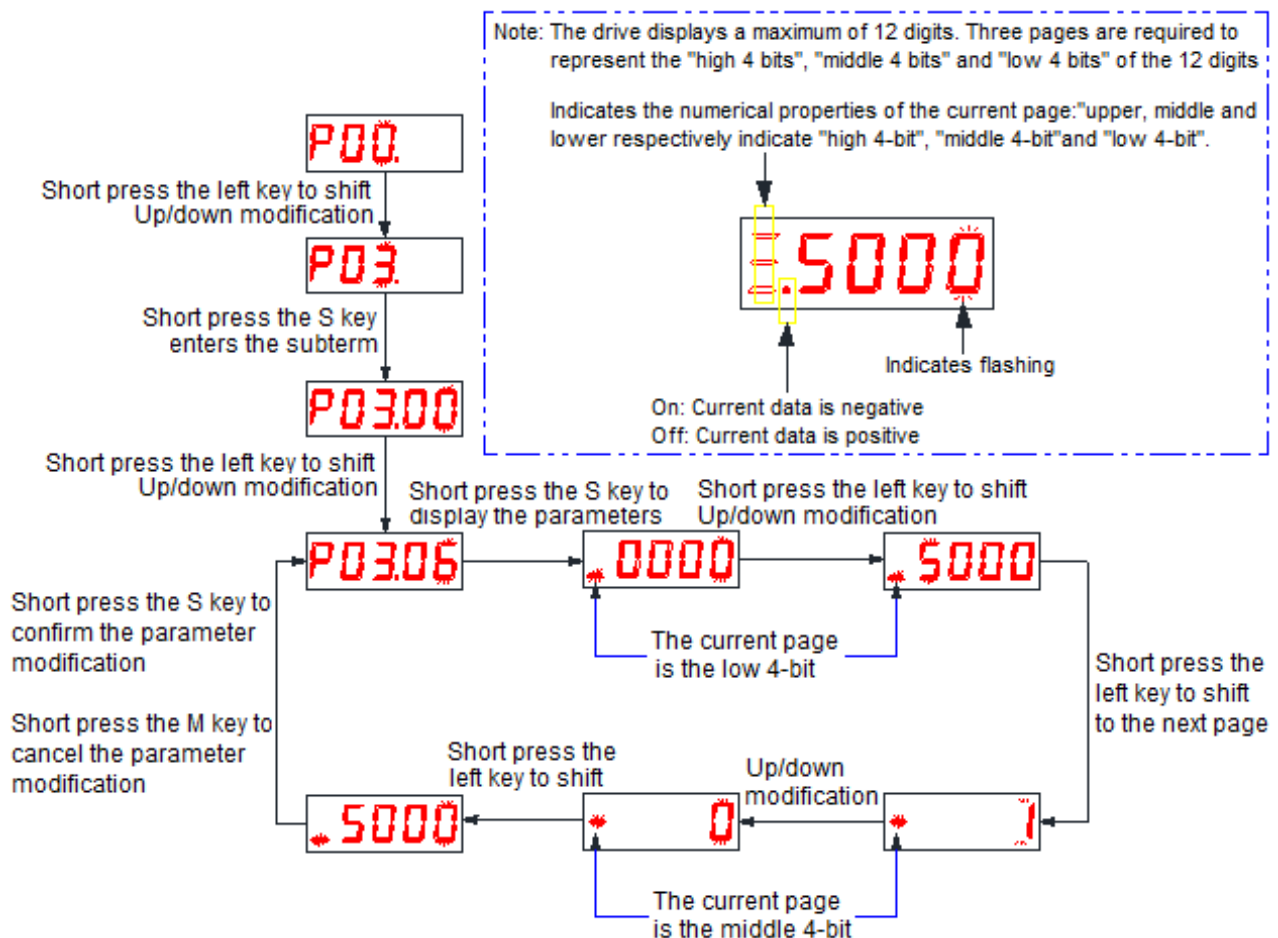 Note: The drive displays a maximum of 12 digits. Three pages are required to
represent the "high 4 bits", "middle 4 bits" and "low 4 bits" of the 12 digits
Indicates the numerical properties of the current page:"upper, middle and
lower respectively indicate "high 4-bit", "middle 4-bit"and "low 4-bit".
.5000
Indicates flashing
On: Current data is negative
Off: Current data is positive
P00.
Short press the left key to shift
Up/down modification
P03.
Short press the S key
enters the subterm
P03.00
Short press the left key to shift
Up/down modification
P03.06
Short press the S key to
display the parameters
.0000
Short press the left key to shift
Up/down modification
.5000
The current page
is the low 4-bit
Short press the
left key to shift
to the next page
1
Up/down
modification
0
The current page
is the middle 4-bit
Short press the
left key to shift
.5000
Short press the S key to
confirm the parameter
modification
Short press the M key to
cancel the parameter
modification